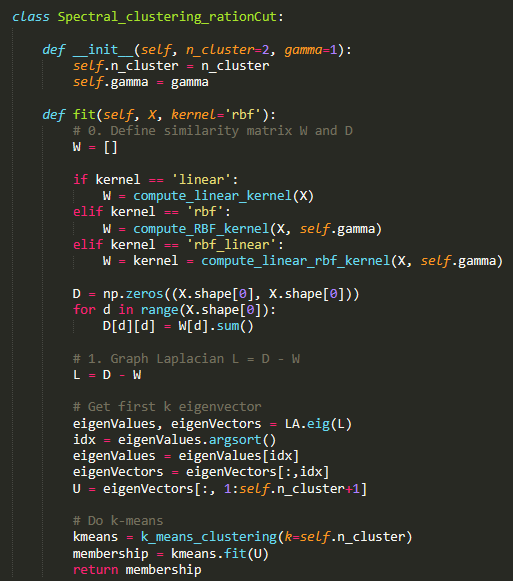 class Spectral_clustering_rationCut:
def __init__(self, n_cluster=2, gamma=1):
self.n_cluster = n_cluster
self.gamma = gamma
def fit(self, X, kernel='rbf'):
# 0. Define similarity matrix W and D
W = []
if kernel == 'linear':
W = compute_linear_kernel(X)
elif kernel == 'rbf':
W = compute_RBF_kernel(X, self.gamma)
elif kernel == 'rbf_linear':
W = kernel = compute_linear_rbf_kernel(X, self.gamma)
D = np.zeros((X.shape[0], X.shape[0]))
for d in range(X.shape[0]):
D[d][d] = W[d].sum()
# 1. Graph Laplacian L = D - W
L = D - W
# Get first k eigenvector
eigenValues, eigenVectors = LA.eig(L)
idx = eigenValues.argsort()
eigenValues = eigenValues[idx]
eigenVectors = eigenVectors[:,idx]
U = eigenVectors[:, 1:self.n_cluster+1]
# Do k-means
kmeans = k_means_clustering(k=self.n_cluster)
membership = kmeans.fit(U)
return membership